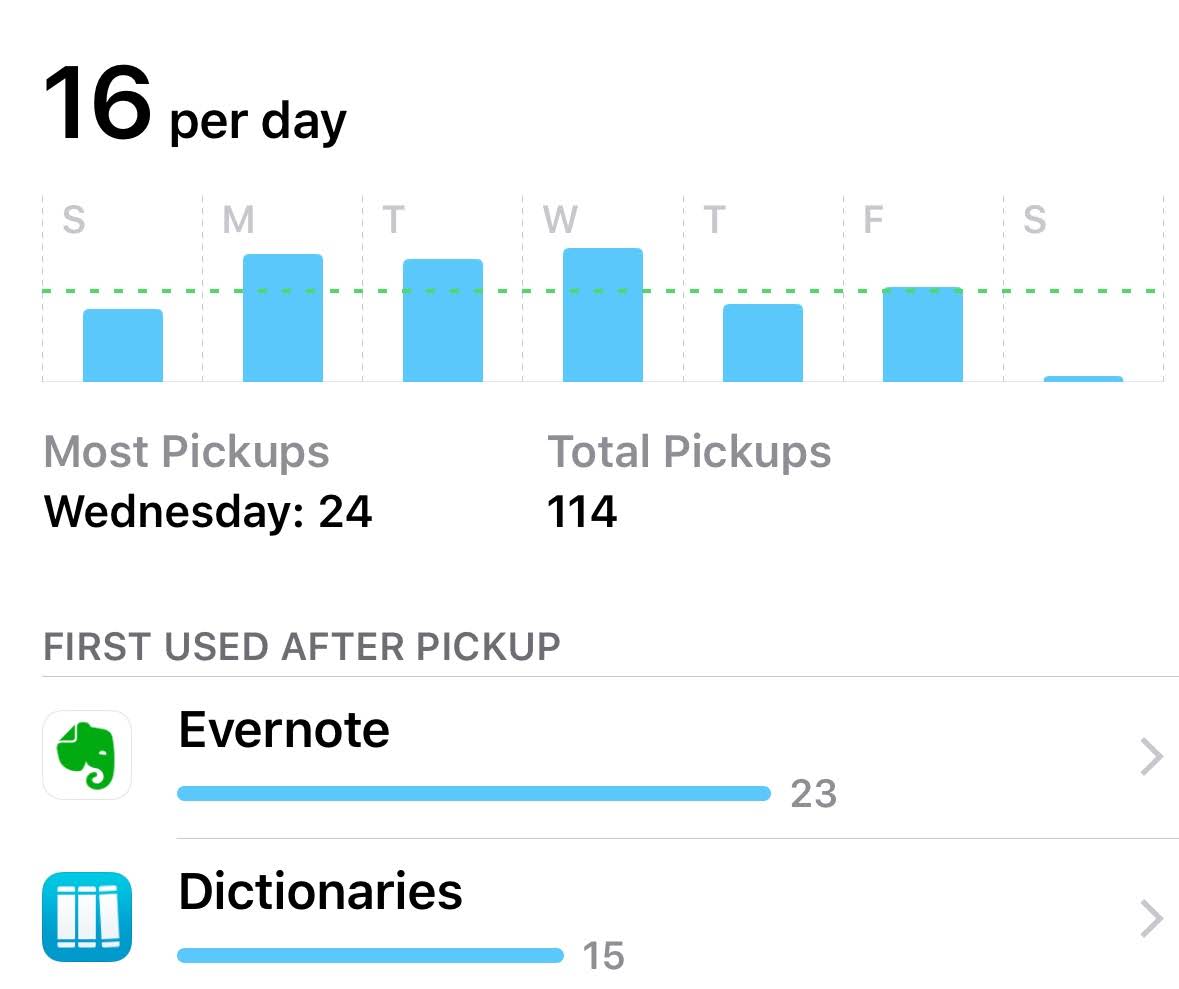 16 per day
S M T W T F S
Most Pickups Total Pickups
Wednesday: 24 114
FIRST USED AFTER PICKUP
Evernote
23
Dictionaries
15